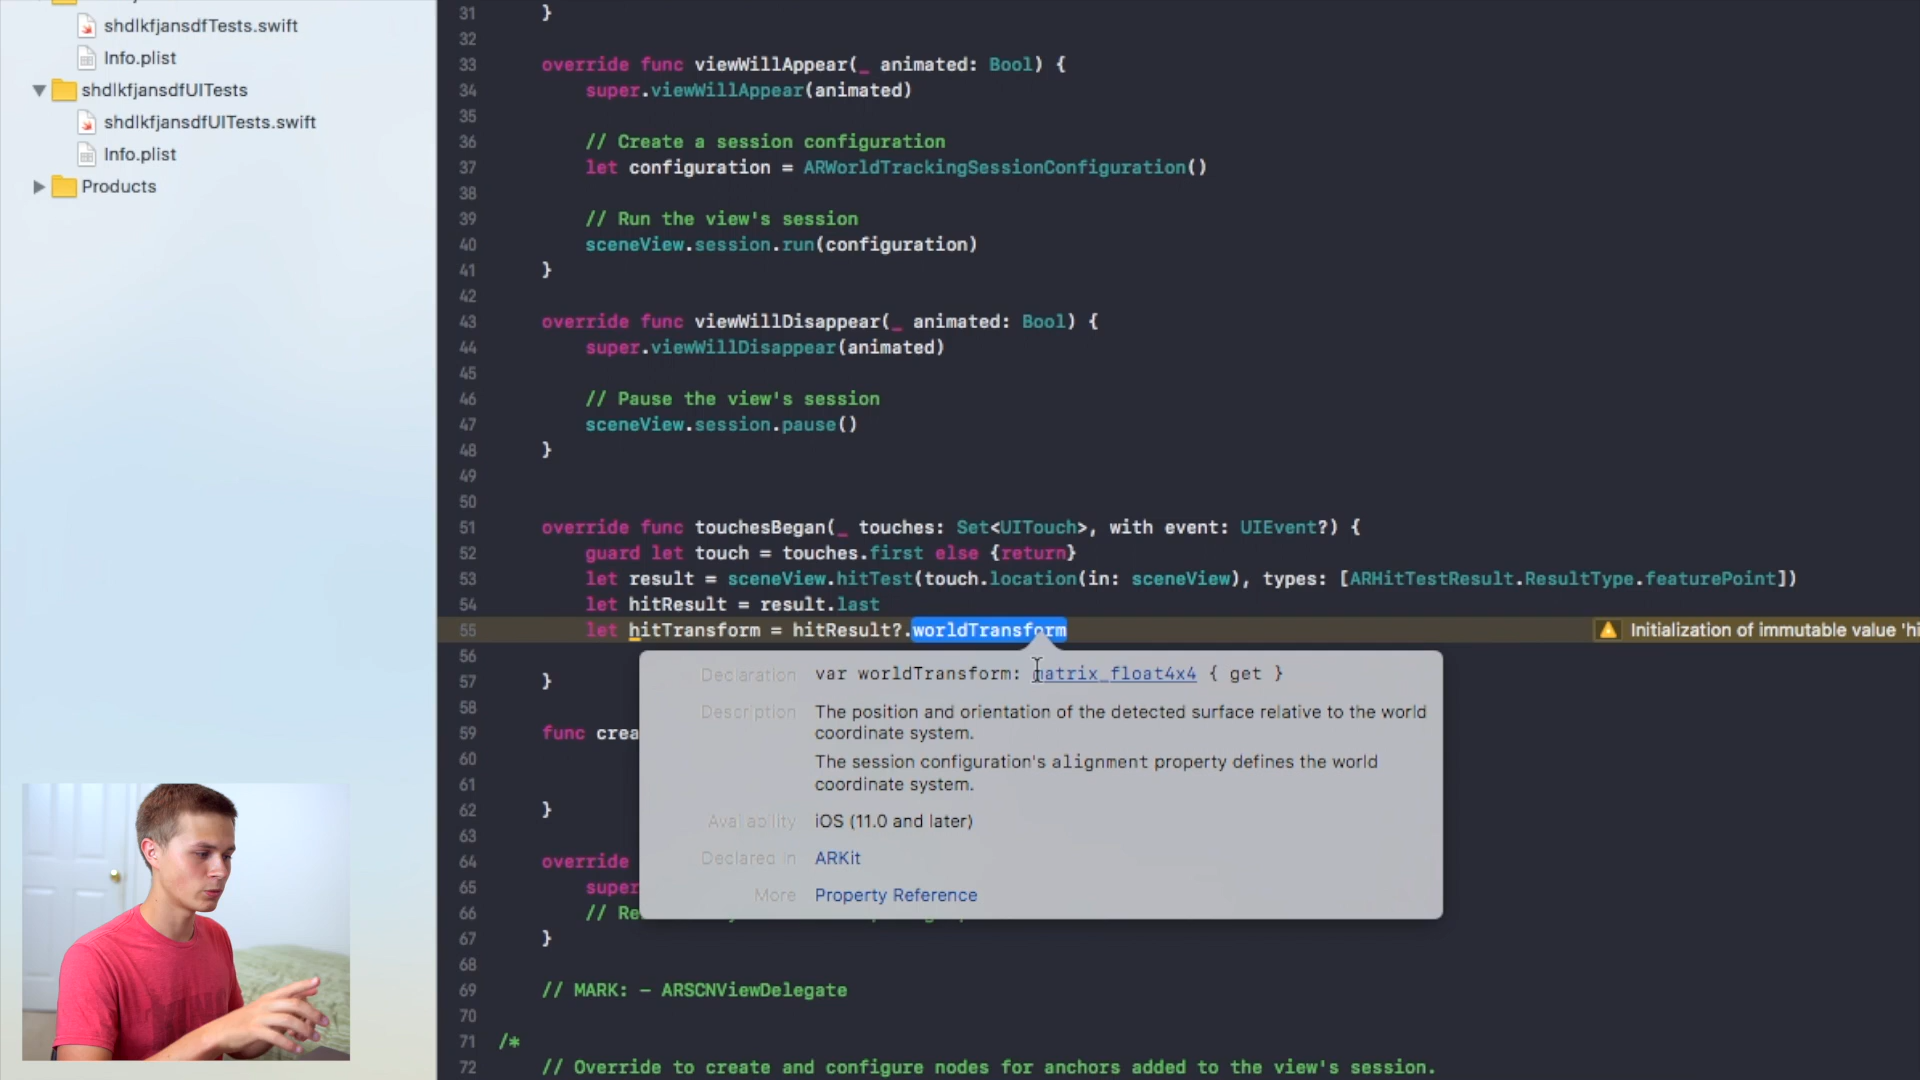 shdlkfjansdfTests.swift
Info.plist
shdlkfjansdfUITests
shdlkfjansdfUITests.swift
Info.plist
Products
31 }
32
33 override func viewWillAppear(_ animated: Bool) {
34 super.viewWillAppear(animated)
35
36 // Create a session configuration
37 let configuration = ARWorldTrackingSessionConfiguration()
38
39 // Run the view's session
40 sceneView.session.run(configuration)
41 }
42
43 override func viewWillDisappear(_ animated: Bool) {
44 super.viewWillDisappear(animated)
45
46 // Pause the view's session
47 sceneView.session.pause()
48 }
49
50
51 override func touchesBegan(_ touches: Set<UITouch>, with event: UIEvent?) {
52 guard let touch = touches.first else {return}
53 let result = sceneView.hitTest(touch.location(in: sceneView), types: [ARHitTestResult.ResultType.featurePoint])
54 let hitResult = result.last
55 let hitTransform = hitResult?.worldTransform Initialization of immutable value 'hi
56
57 }
58
59 func crea
60
61
62 }
63
64 override
65 super
66 // Re
67 }
68
69 // MARK: - ARSCNViewDelegate
70
71 /*
72 // Override to create and configure nodes for anchors added to the view's session.
Declaration var worldTransform: matrix_float4x4 { get }
Description The position and orientation of the detected surface relative to the world
coordinate system.
The session configuration's alignment property defines the world
coordinate system.
Availability iOS (11.0 and later)
Declared in ARKit
More Property Reference